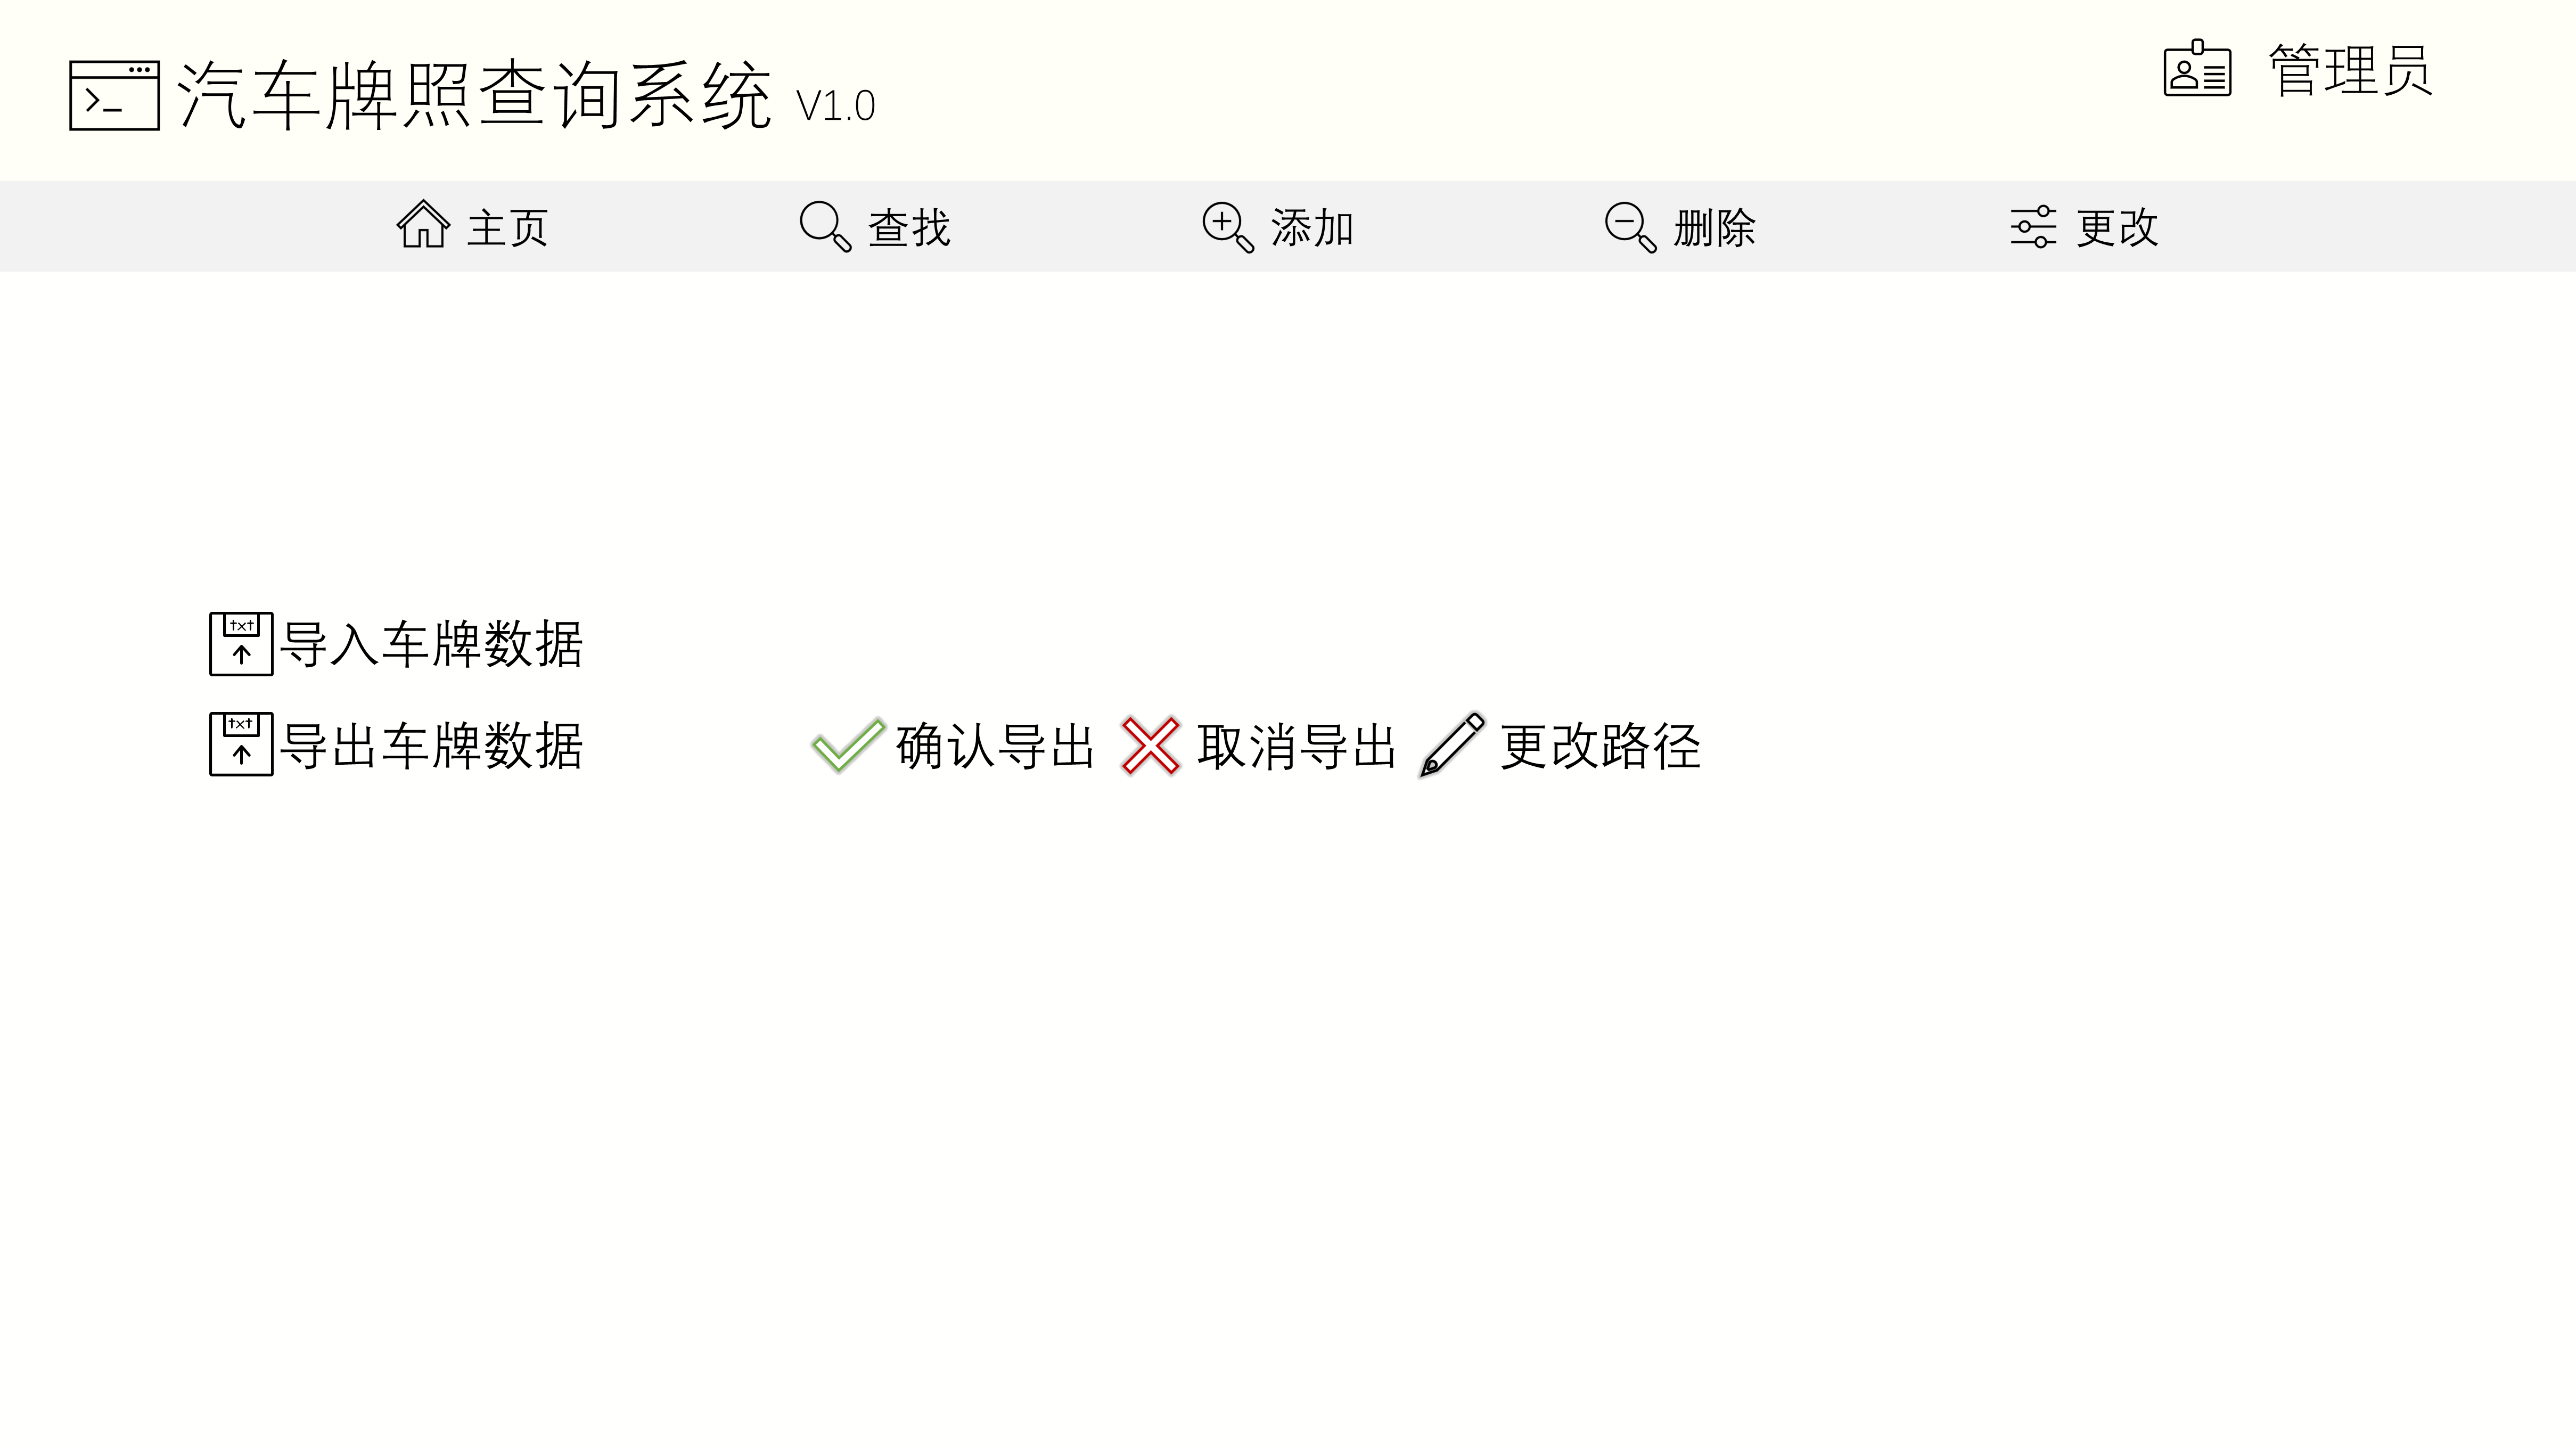 汽车牌照查询系统 V1.0
管理员
主页 查找 添加 删除 更改
txt
导入车牌数据
txt
导出车牌数据 确认导出 取消导出 更改路径